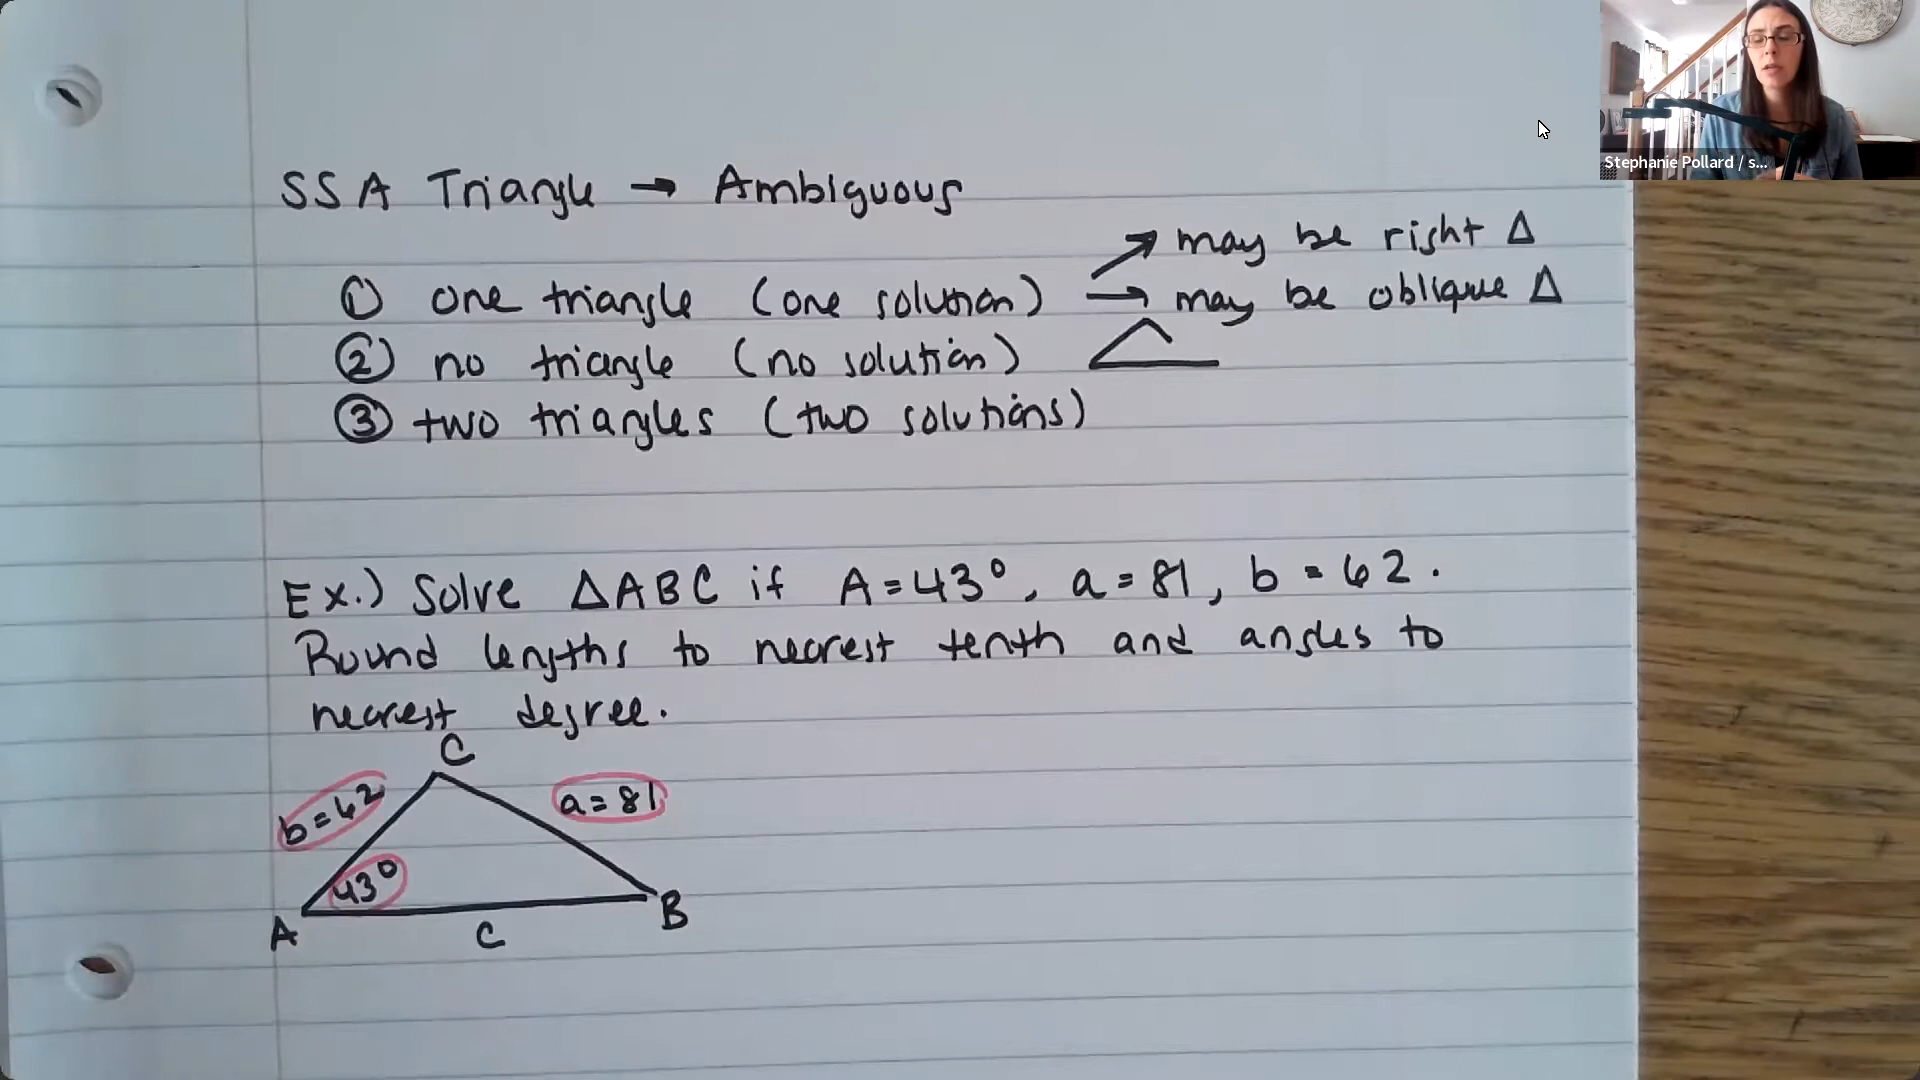 Stephanie Pollard / s...
SSA Triangle → Ambiguous
→ may be right Δ
① one triangle (one solution) → may be oblique Δ
② no triangle (no solution)
③ two triangles (two solutions)
Ex.) Solve ΔABC if A = 43°, a = 81, b = 62.
Round lengths to nearest tenth and angles to
nearest degree.
C
b = 62
a = 81
43°
A
C
B